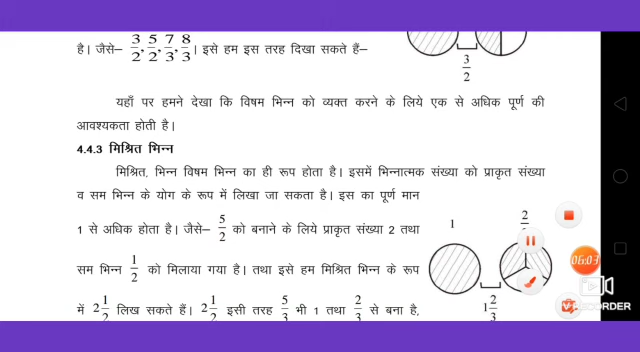 है। जैसे– 3/2, 5/2, 7/3, 8/3 । इसे हम इस तरह दिखा सकते हैं–
3/2
यहाँ पर हमने देखा कि विषम भिन्न को व्यक्त करने के लिये एक से अधिक पूर्ण की
आवश्यकता होती है।
4.4.3 मिश्रित भिन्न
मिश्रित, भिन्न विषम भिन्न का ही रूप होता है। इसमें भिन्नात्मक संख्या को प्राकृत संख्या
व सम भिन्न के योग के रूप में लिखा जा सकता है। इस का पूर्ण मान
1 से अधिक होता है। जैसे– 5/2 को बनाने के लिये प्राकृत संख्या 2 तथा
सम भिन्न 1/2 को मिलाया गया है। तथा इसे हम मिश्रित भिन्न के रूप
में 2 1/2 लिख सकते हैं। 2 1/2 इसी तरह 5/3 भी 1 तथा 2/3 से बना है,
1
2
1 2/3
06:03